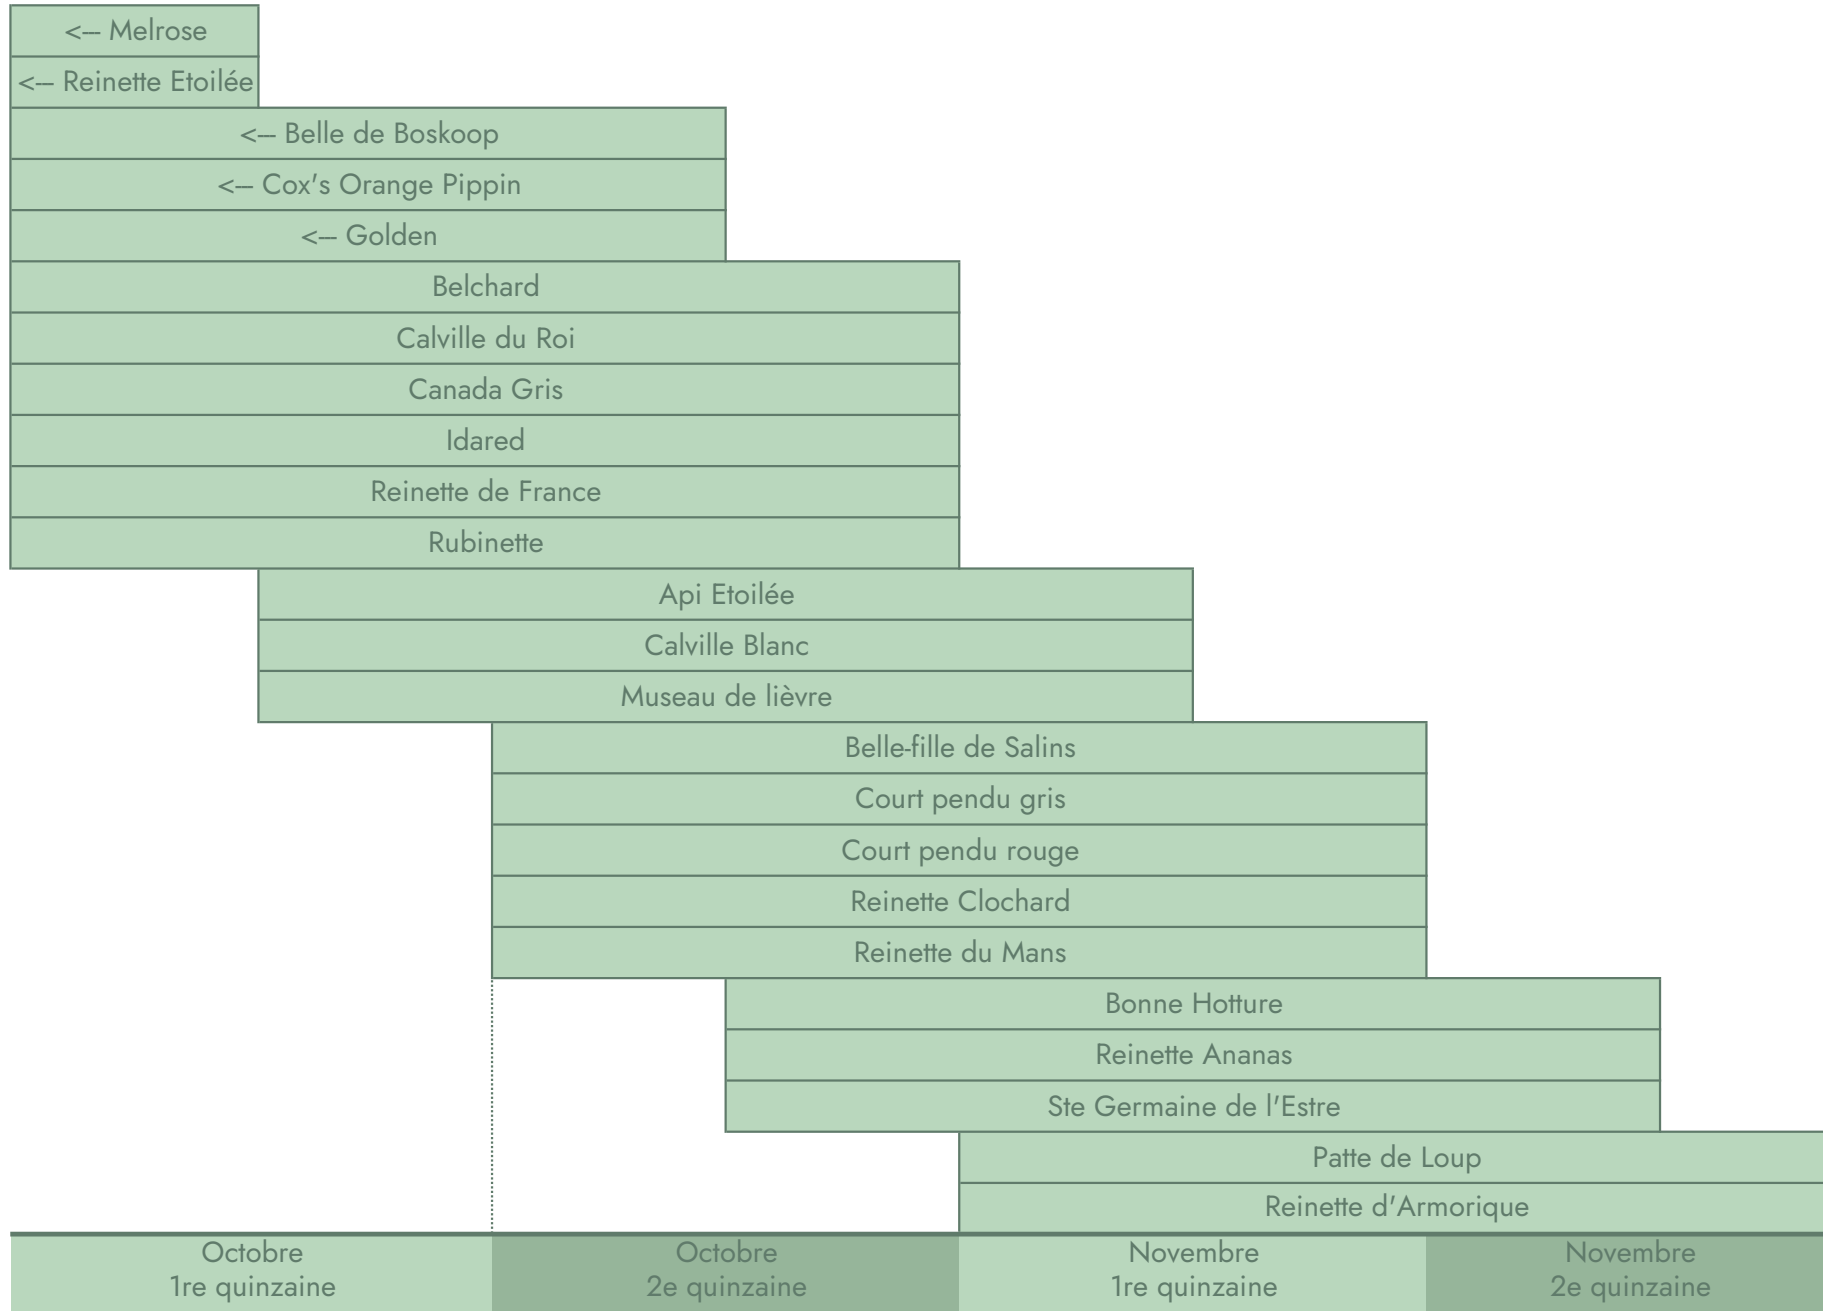 <-- Melrose
<-- Reinette Etoilée
<-- Belle de Boskoop
<-- Cox's Orange Pippin
<-- Golden
Belchard
Calville du Roi
Canada Gris
Idared
Reinette de France
Rubinette
Api Etoilée
Calville Blanc
Museau de lièvre
Belle-fille de Salins
Court pendu gris
Court pendu rouge
Reinette Clochard
Reinette du Mans
Bonne Hotture
Reinette Ananas
Ste Germaine de l'Estre
Patte de Loup
Reinette d'Armorique
Octobre
1re quinzaine
Octobre
2e quinzaine
Novembre
1re quinzaine
Novembre
2e quinzaine